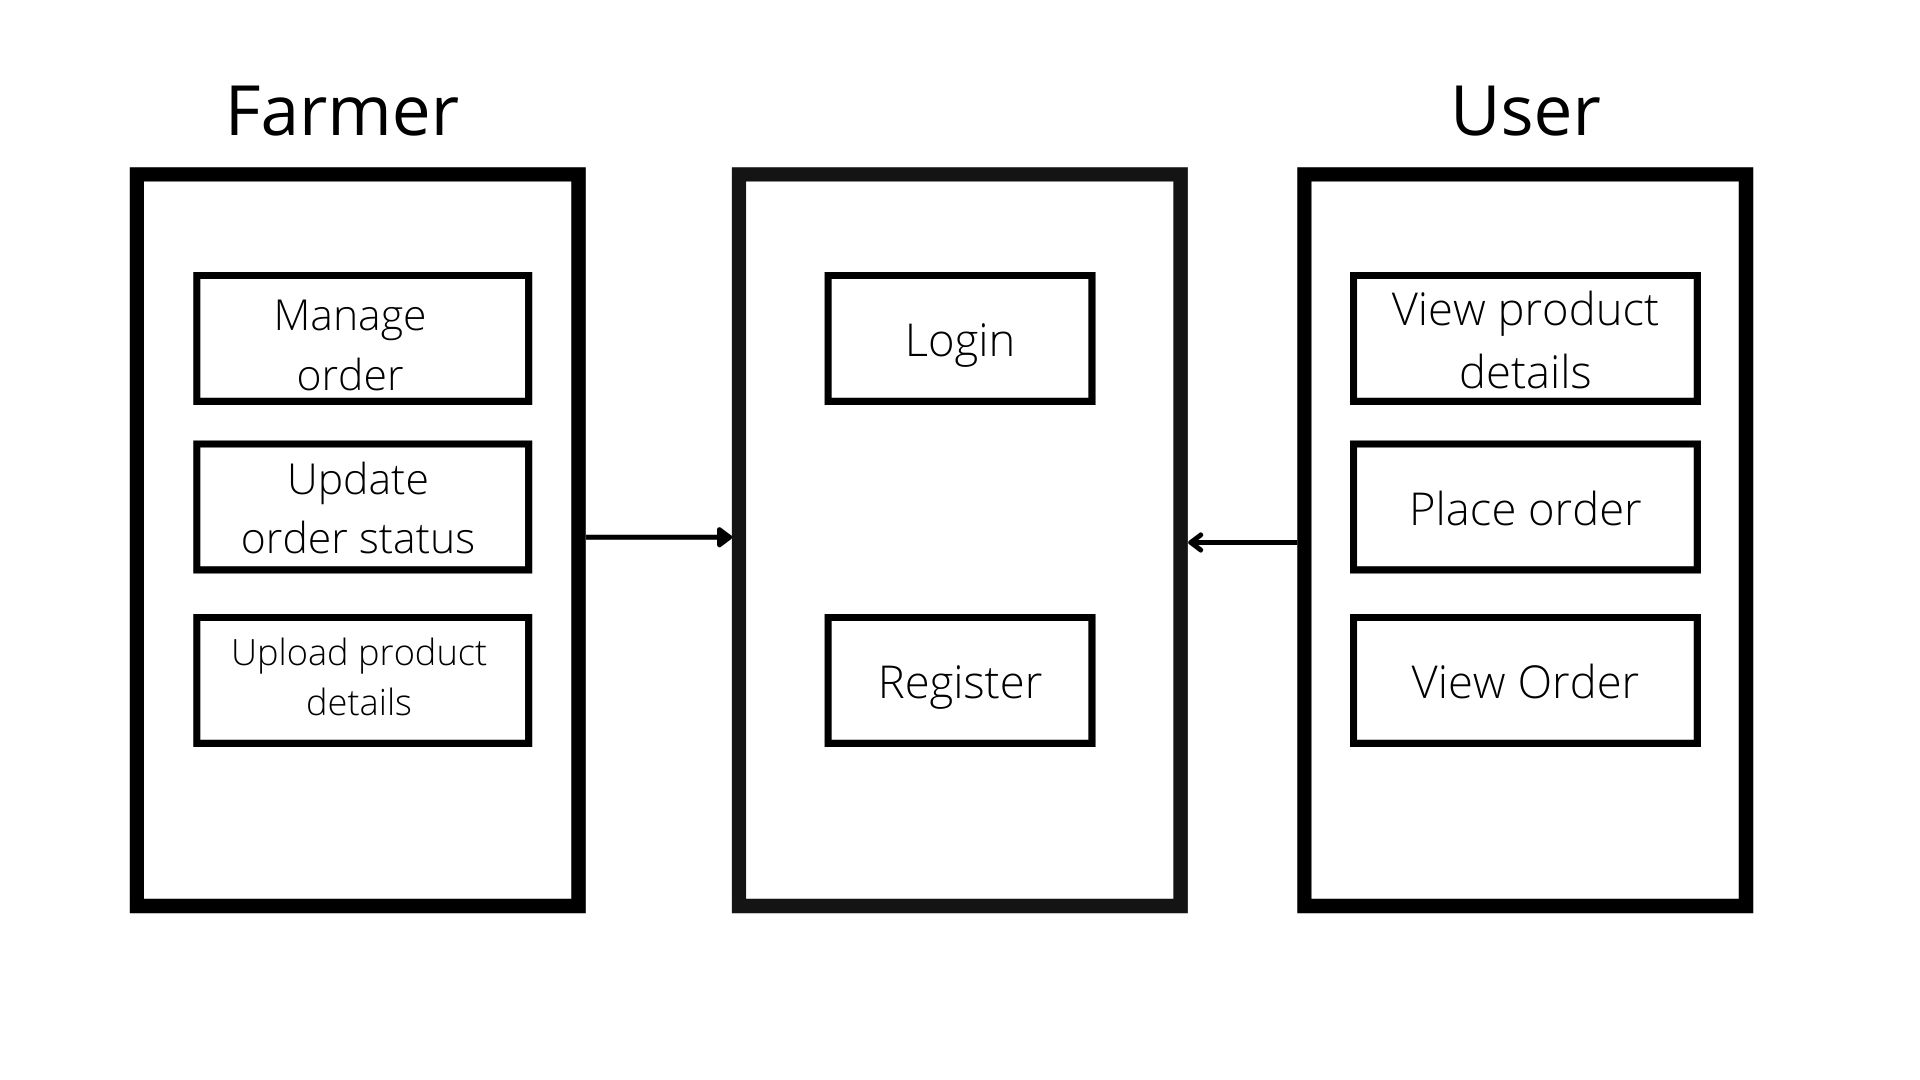 Farmer
Manage
order
Update
order status
Upload product
details
Login
Register
User
View product
details
Place order
View Order